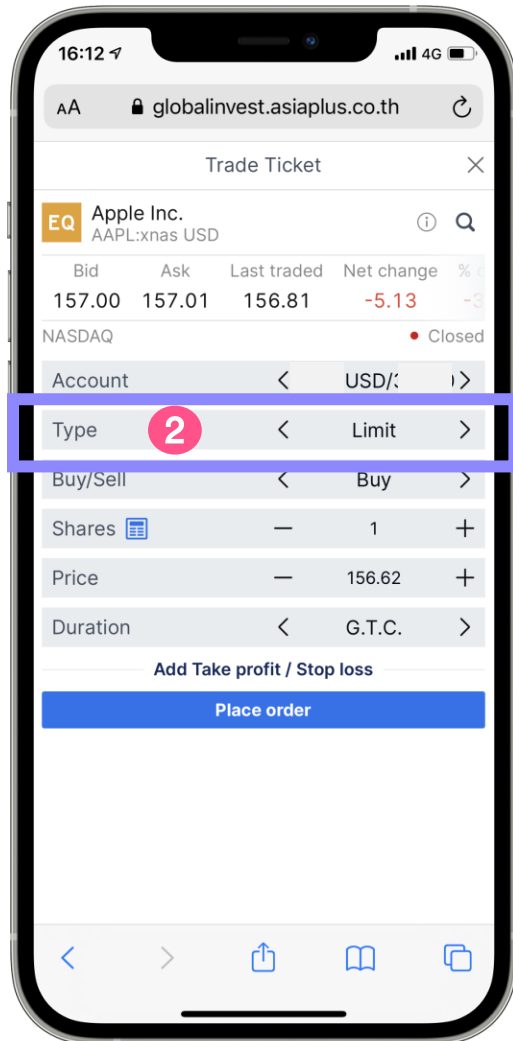 16:12 4G
AA globalinvest.asiaplus.co.th
Trade Ticket
EQ Apple Inc.
AAPL:xnas USD
Bid Ask Last traded Net change %
157.00 157.01 156.81 -5.13 -3
NASDAQ Closed
Account USD/
Type 2 Limit
Buy/Sell Buy
Shares 1
Price 156.62
Duration G.T.C.
Add Take profit / Stop loss
Place order